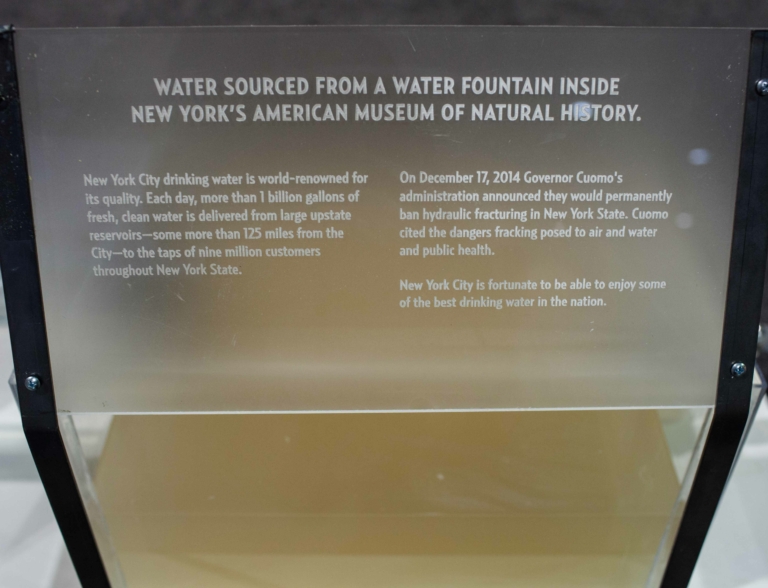 WATER SOURCED FROM A WATER FOUNTAIN INSIDE
NEW YORK'S AMERICAN MUSEUM OF NATURAL HISTORY.
New York City drinking water is world-renowned for
its quality. Each day, more than 1 billion gallons of
fresh, clean water is delivered from large upstate
reservoirs—some more than 125 miles from the
City—to the taps of nine million customers
throughout New York State.
On December 17, 2014 Governor Cuomo's
administration announced they would permanently
ban hydraulic fracturing in New York State. Cuomo
cited the dangers fracking posed to air and water
and public health.
New York City is fortunate to be able to enjoy some
of the best drinking water in the nation.